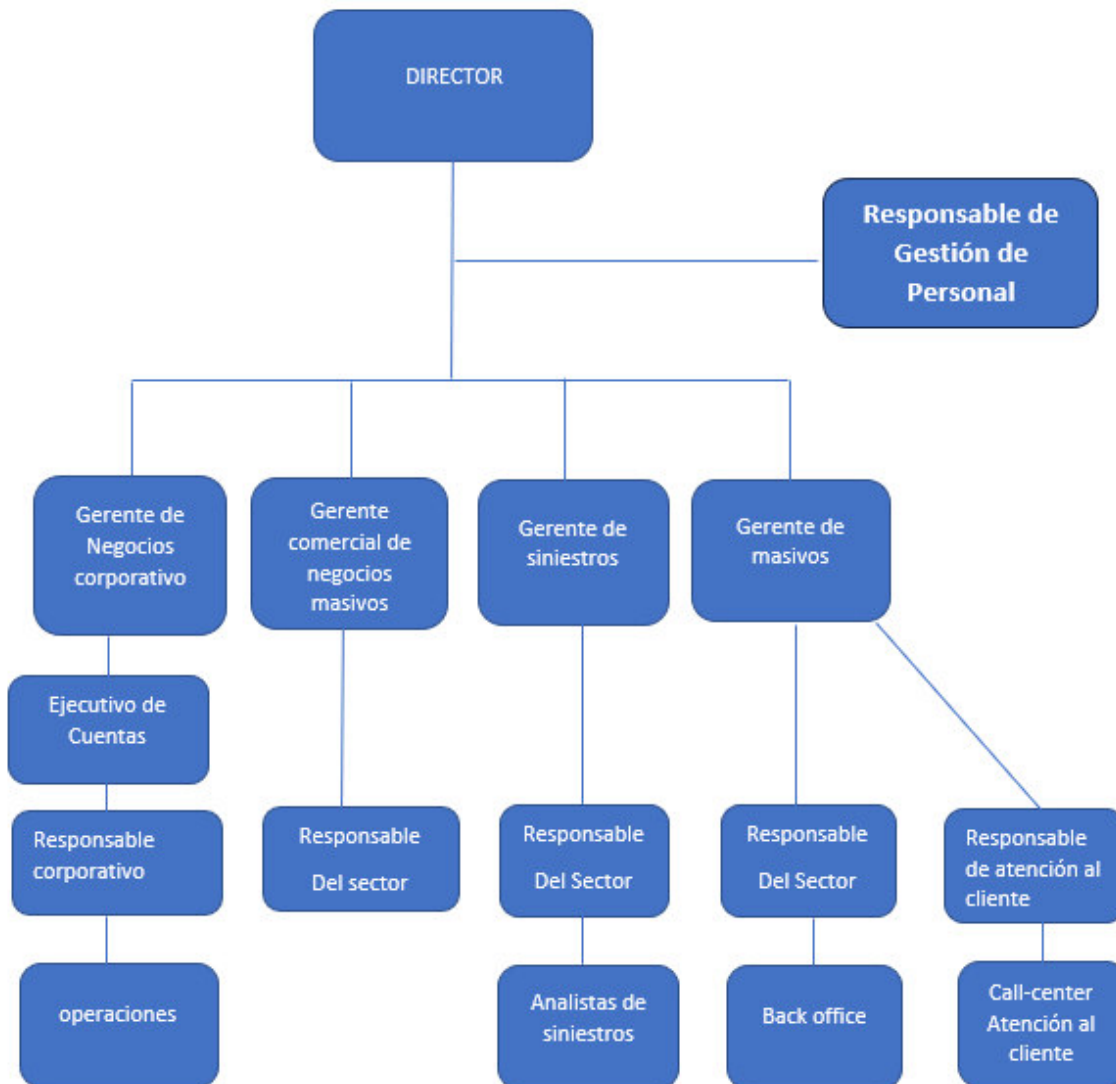 DIRECTOR
Responsable de
Gestión de
Personal
Gerente de
Negocios
corporativo
Gerente
comercial de
negocios
masivos
Gerente de
siniestros
Gerente de
masivos
Ejecutivo de
Cuentas
Responsable
corporativo
Responsable
Del sector
Responsable
Del Sector
Responsable
Del Sector
Responsable
de atención al
cliente
operaciones
Analistas de
siniestros
Back office
Call-center
Atención al
cliente